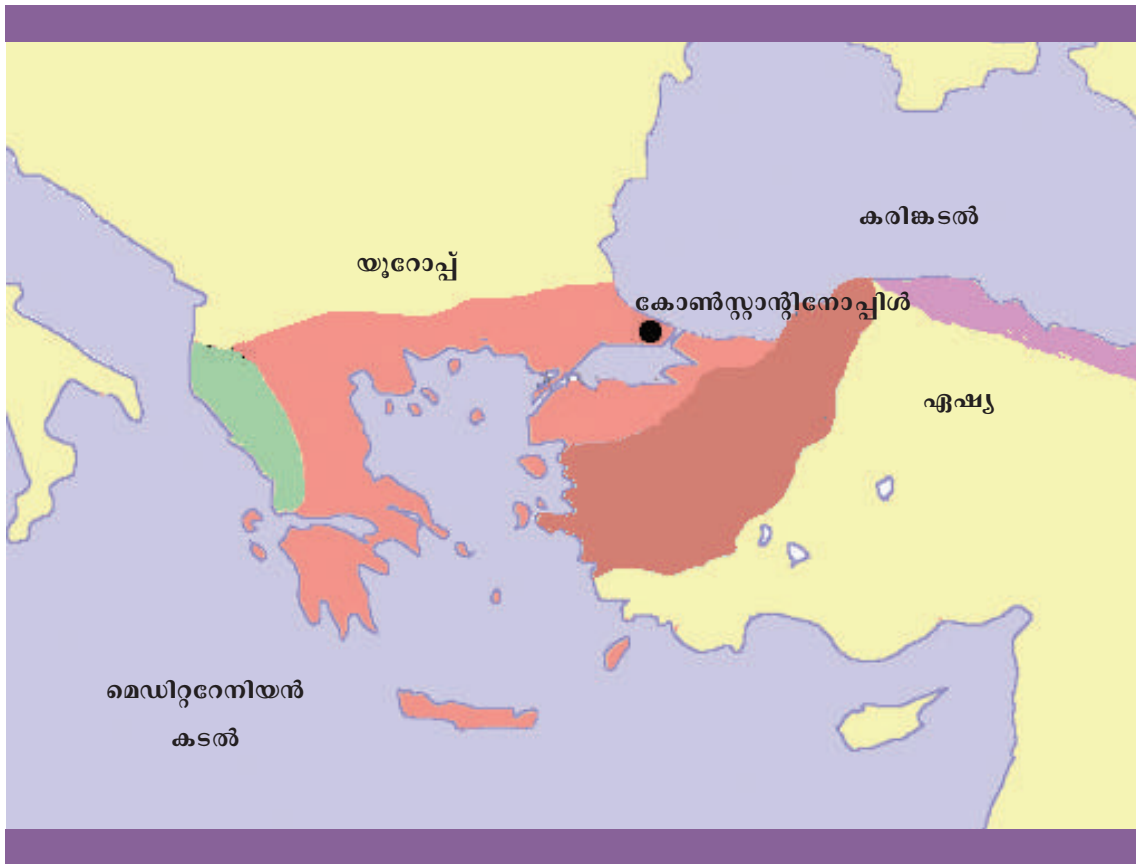 കരിങ്കടൽ
യൂറോപ്പ്
കോൺസ്റ്റാന്റിനോപ്പിൾ
ഏഷ്യ
മെഡിറ്ററേനിയൻ
കടൽ